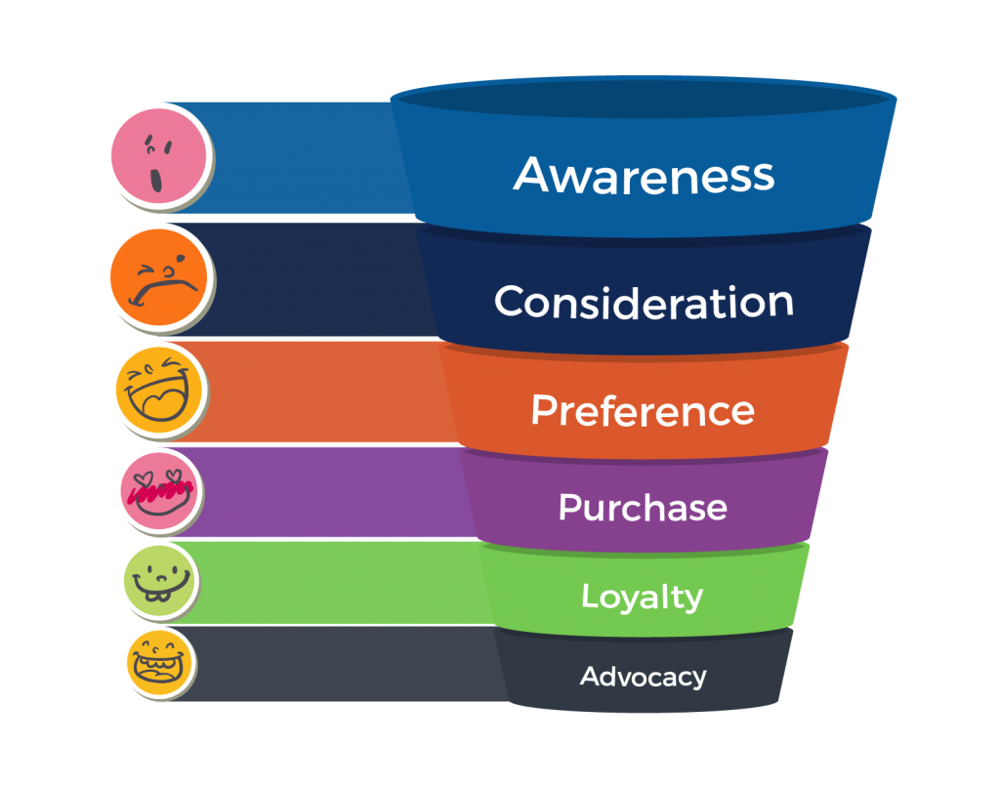 Awareness
Consideration
Preference
Purchase
Loyalty
Advocacy